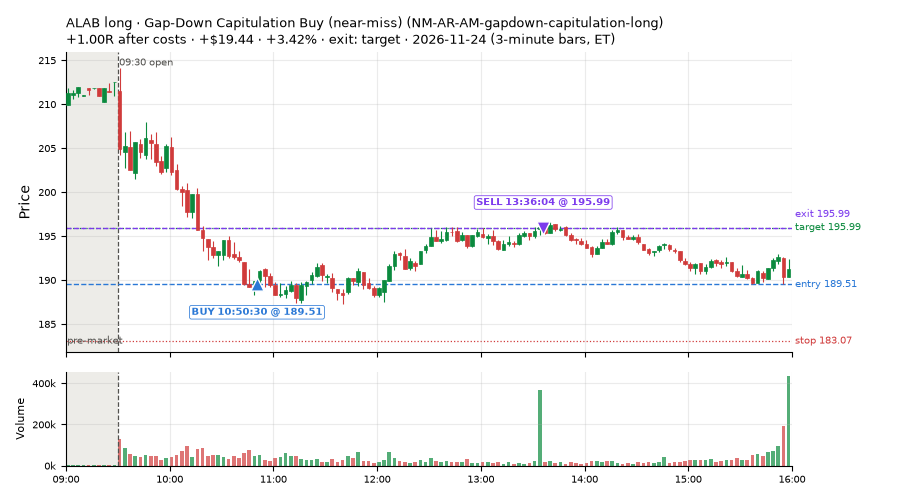 ALAB long · Gap-Down Capitulation Buy (near-miss) (NM-AR-AM-gapdown-capitulation-long)
+1.00R after costs · +$19.44 · +3.42% · exit: target · 2026-11-24 (3-minute bars, ET)
215
09:30 open
210
205
200
SELL 13:36:04 @ 195.99
exit 195.99
target 195.99
195
190
entry 189.51
BUY 10:50:30 @ 189.51
185
pre-market
stop 183.07
Price
400k
200k
0k
Volume
09:00
10:00
11:00
12:00
13:00
14:00
15:00
16:00